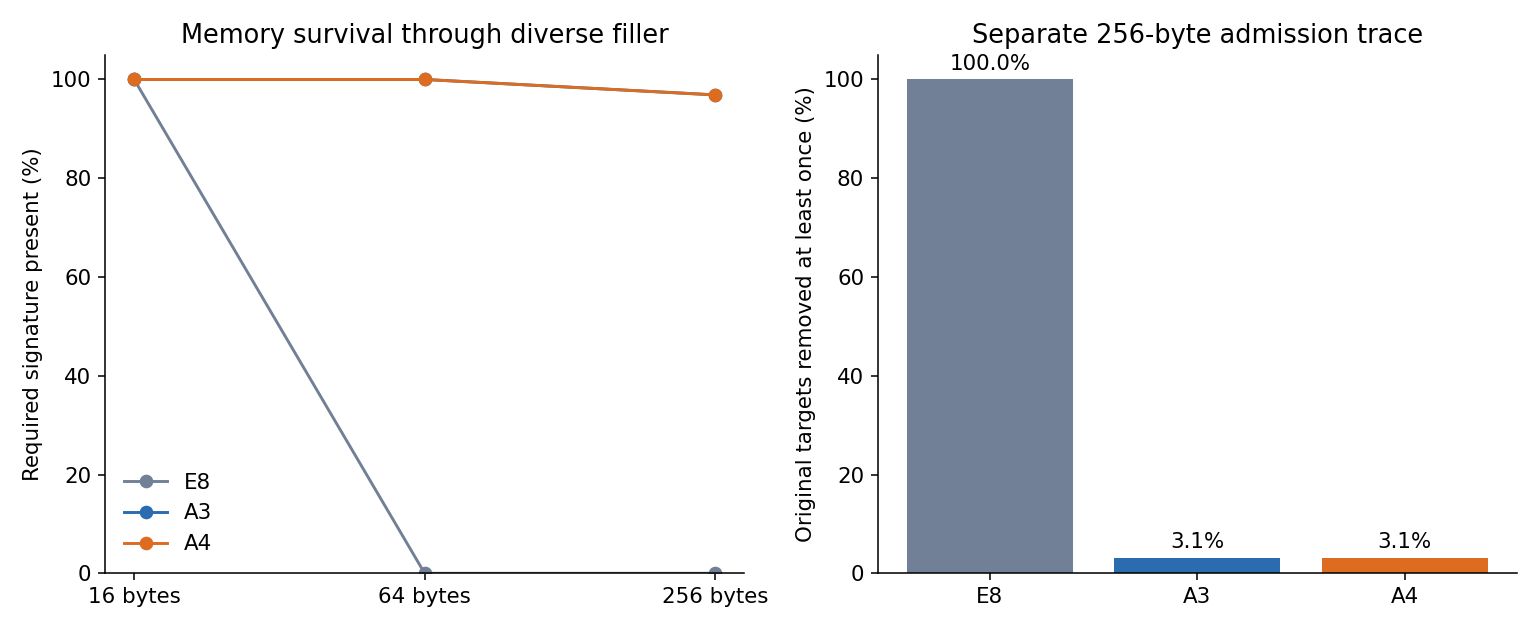 Memory survival through diverse filler
Required signature present (%)
100
80
60
40
20
0
E8
A3
A4
16 bytes
64 bytes
256 bytes
Separate 256-byte admission trace
Original targets removed at least once (%)
100
80
60
40
20
0
100.0%
3.1%
3.1%
E8
A3
A4